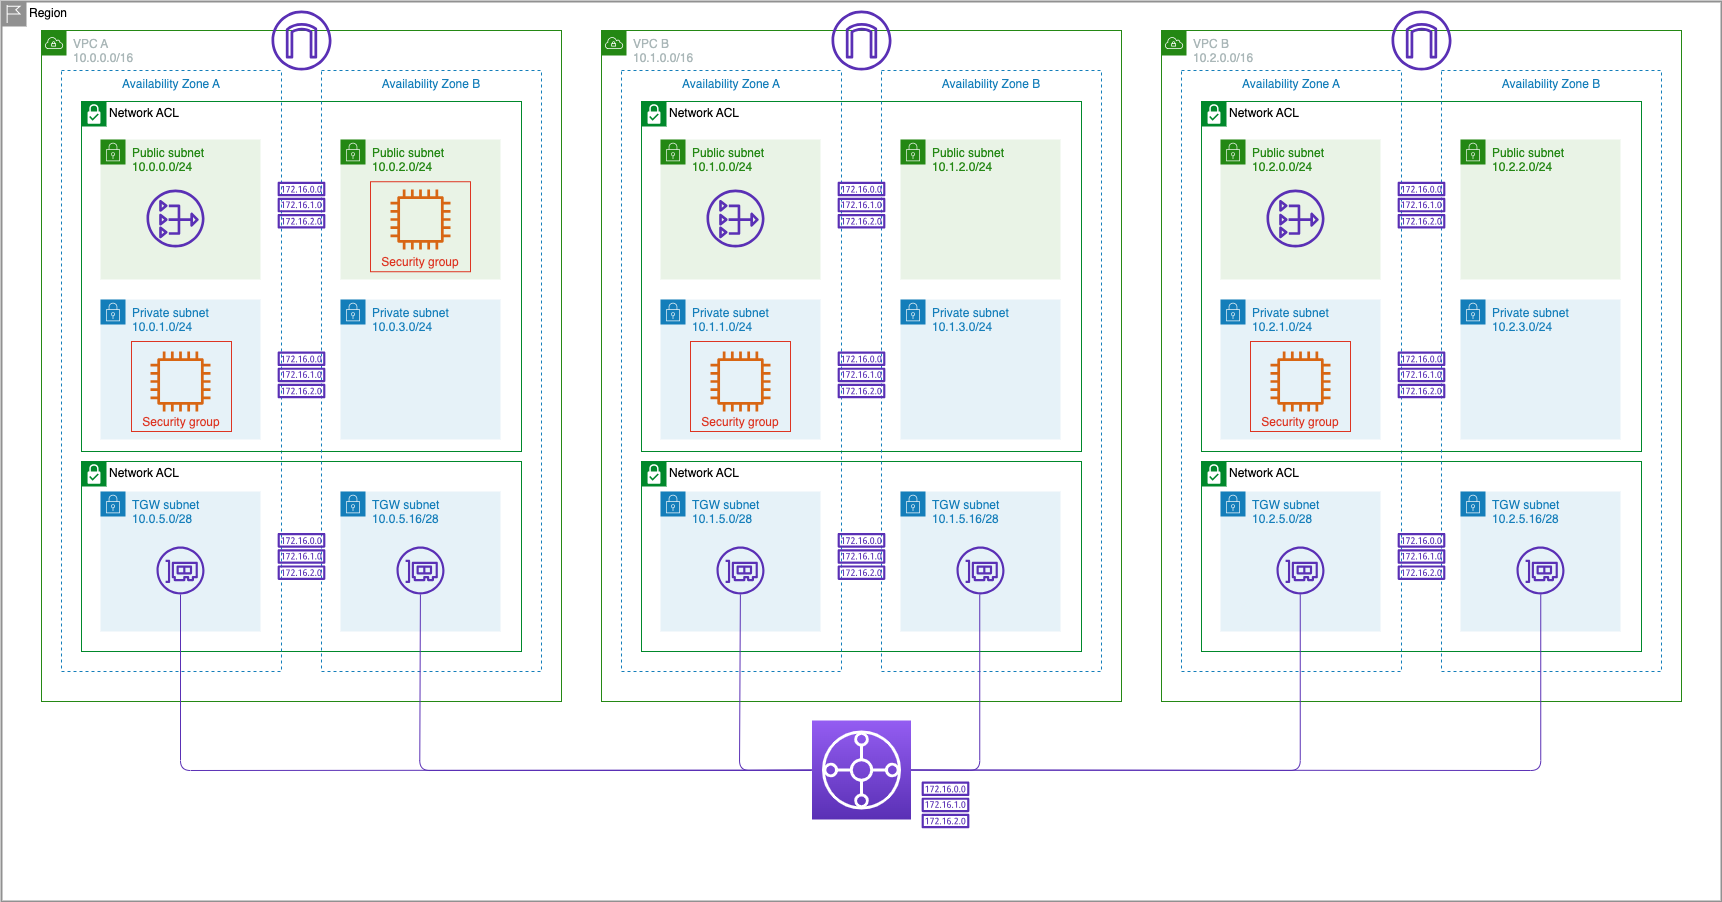 Region
VPC A
10.0.0.0/16
Availability Zone A
Availability Zone B
Network ACL
Public subnet
10.0.0.0/24
Public subnet
10.0.2.0/24
172.16.0.0
172.16.1.0
172.16.2.0
Security group
Private subnet
10.0.1.0/24
Private subnet
10.0.3.0/24
172.16.0.0
172.16.1.0
172.16.2.0
Security group
Network ACL
TGW subnet
10.0.5.0/28
TGW subnet
10.0.5.16/28
172.16.0.0
172.16.1.0
172.16.2.0
VPC B
10.1.0.0/16
Availability Zone A
Availability Zone B
Network ACL
Public subnet
10.1.0.0/24
Public subnet
10.1.2.0/24
172.16.0.0
172.16.1.0
172.16.2.0
Private subnet
10.1.1.0/24
Private subnet
10.1.3.0/24
172.16.0.0
172.16.1.0
172.16.2.0
Security group
Network ACL
TGW subnet
10.1.5.0/28
TGW subnet
10.1.5.16/28
172.16.0.0
172.16.1.0
172.16.2.0
VPC B
10.2.0.0/16
Availability Zone A
Availability Zone B
Network ACL
Public subnet
10.2.0.0/24
Public subnet
10.2.2.0/24
172.16.0.0
172.16.1.0
172.16.2.0
Private subnet
10.2.1.0/24
Private subnet
10.2.3.0/24
172.16.0.0
172.16.1.0
172.16.2.0
Security group
Network ACL
TGW subnet
10.2.5.0/28
TGW subnet
10.2.5.16/28
172.16.0.0
172.16.1.0
172.16.2.0
172.16.0.0
172.16.1.0
172.16.2.0